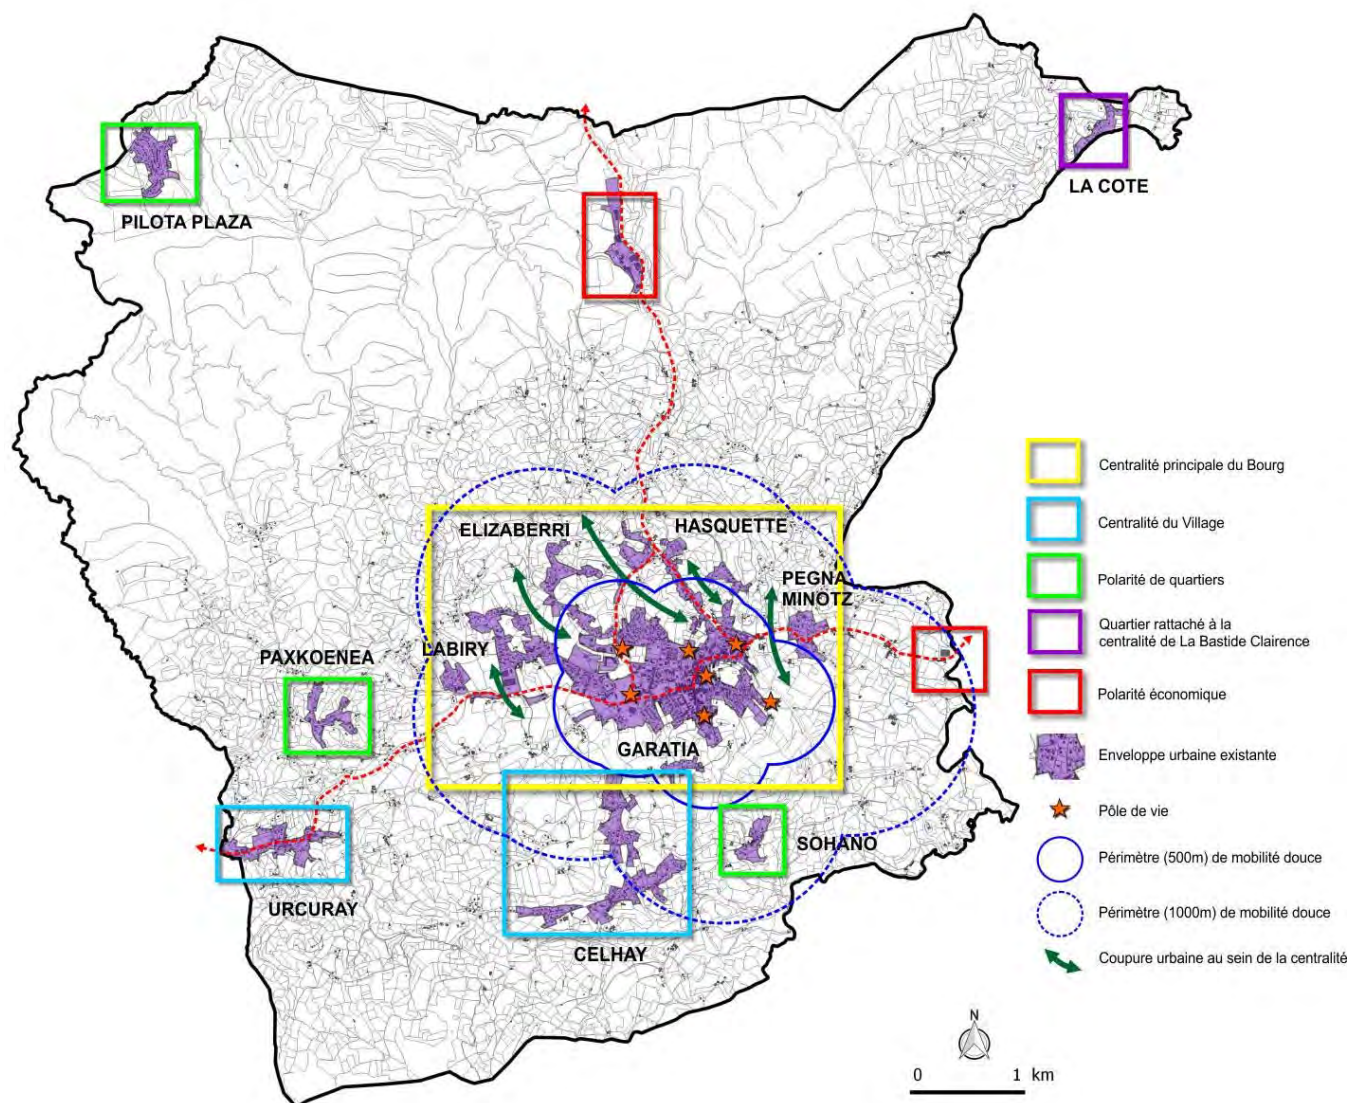 PILOTA PLAZA
LA COTE
ELIZABERRI
HASQUETTE
PEGNA
MINOTZ
LABIRY
PAXKOENEA
GARATIA
SOHANO
URCURAY
CELHAY
Centralité principale du Bourg
Centralité du Village
Polarité de quartiers
Quartier rattaché à la
centralité de La Bastide Clairence
Polarité économique
Enveloppe urbaine existante
Pôle de vie
Périmètre (500m) de mobilité douce
Périmètre (1000m) de mobilité douce
Coupure urbaine au sein de la centralité
N
0 1 km